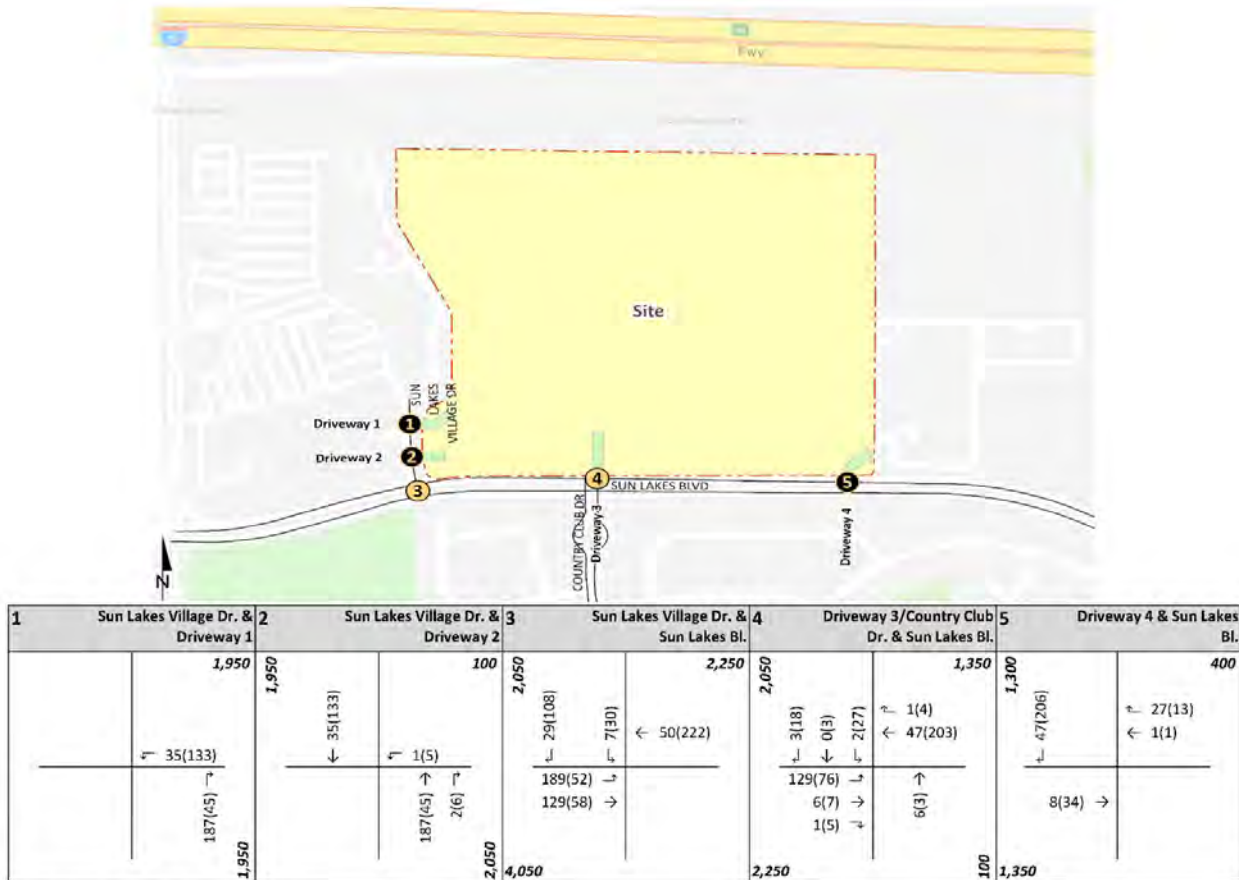 Fwy
Site
SUN
LAKES
VILLAGE DR
Driveway 1
1
Driveway 2
2
3
4
SUN LAKES BLVD
5
COUNTRY CLUB DR
Driveway 3
Driveway 4
N
1 Sun Lakes Village Dr. &
Driveway 1
1,950
35(133)
187(45)
1,950
2 Sun Lakes Village Dr. &
Driveway 2
1,950 100
35(133)
1(5)
187(45) 2(6)
2,050
3 Sun Lakes Village Dr. &
Sun Lakes Bl.
2,050 2,250
29(108) 7(30)
← 50(222)
189(52)
129(58) →
4,050
4 Driveway 3/Country Club
Dr. & Sun Lakes Bl.
2,050 1,350
3(18) 0(3) 2(27)
1(4)
← 47(203)
129(76)
6(7) →
1(5)
6(3)
2,250 100
5 Driveway 4 & Sun Lakes
Bl.
1,300 400
47(206)
27(13)
← 1(1)
8(34) →
1,350